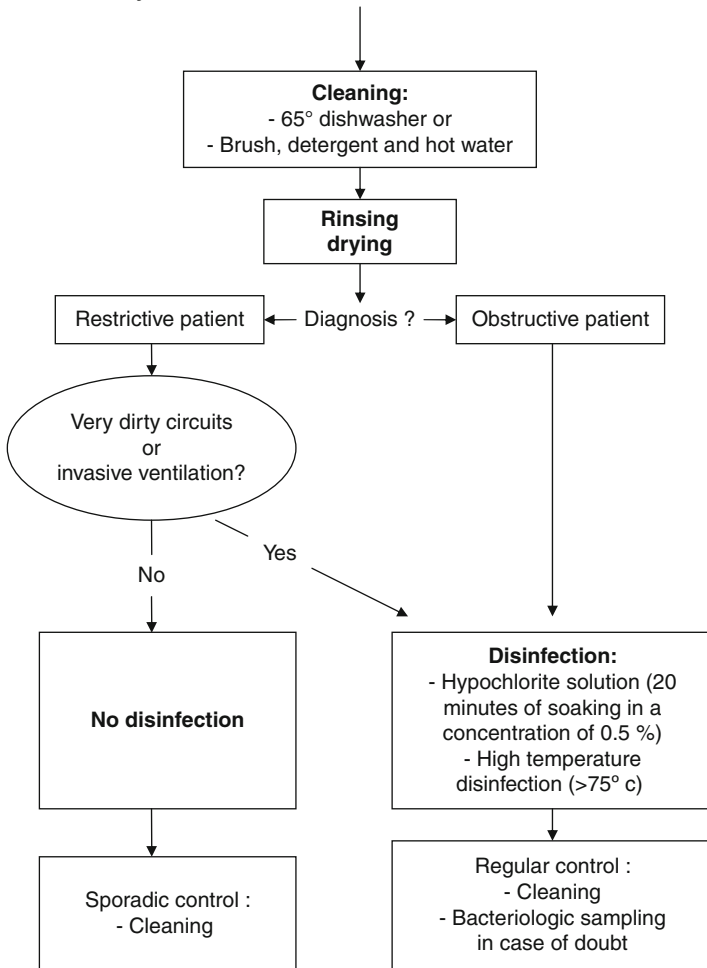 Cleaning:
- 65° dishwasher or
- Brush, detergent and hot water
Rinsing
drying
Restrictive patient
Diagnosis ?
Obstructive patient
Very dirty circuits
or
invasive ventilation?
No
Yes
No disinfection
Disinfection:
- Hypochlorite solution (20
minutes of soaking in a
concentration of 0.5 %)
- High temperature
disinfection (>75º c)
Sporadic control :
- Cleaning
Regular control :
- Cleaning
- Bacteriologic sampling
in case of doubt